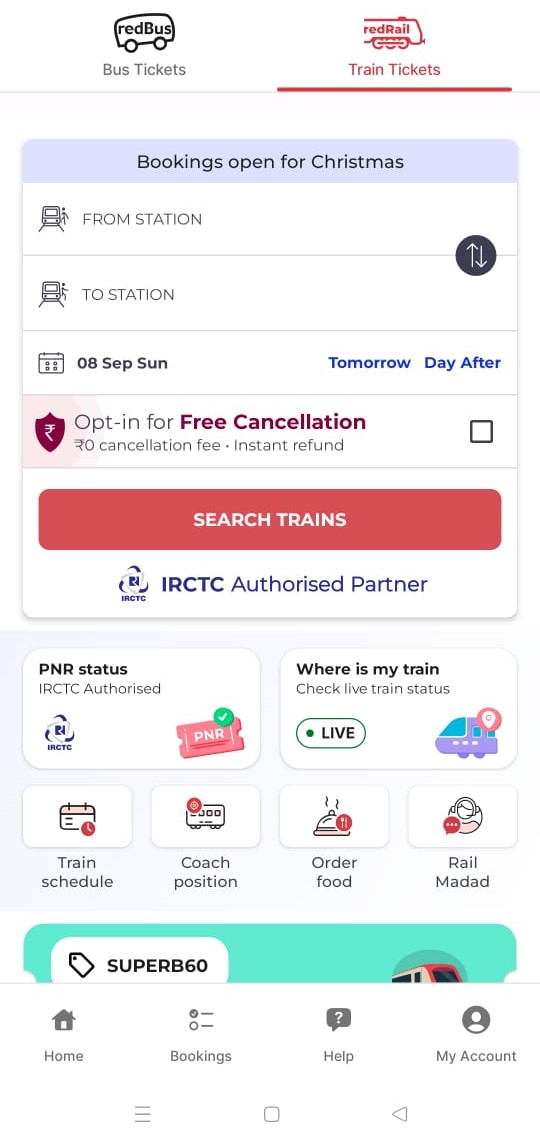 redBus
redRail
Bus Tickets
Train Tickets
Bookings open for Christmas
FROM STATION
TO STATION
08 Sep Sun
Tomorrow Day After
Opt-in for Free Cancellation
₹
₹0 cancellation fee • Instant refund
SEARCH TRAINS
IRCTC
IRCTC Authorised Partner
PNR status
IRCTC Authorised
IRCTC
PNR
Where is my train
Check live train status
LIVE
Train
schedule
Coach
position
Order
food
Rail
Madad
SUPERB60
Home
Bookings
?
Help
My Account